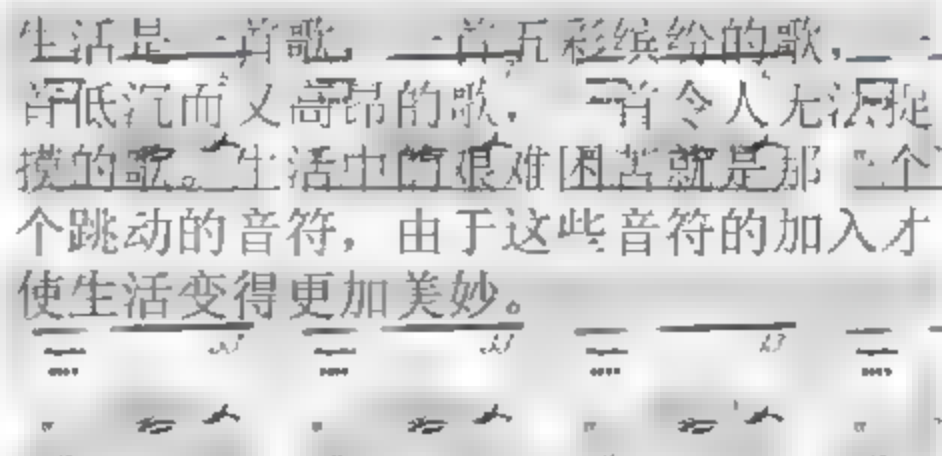 生活是一首歌，一首五彩缤纷的歌，一
首低沉而又高昂的歌，一首令人无法捉
摸的歌。生活中的艰难困苦就是那一个
个跳动的音符，由于这些音符的加入才
使生活变得更加美妙。